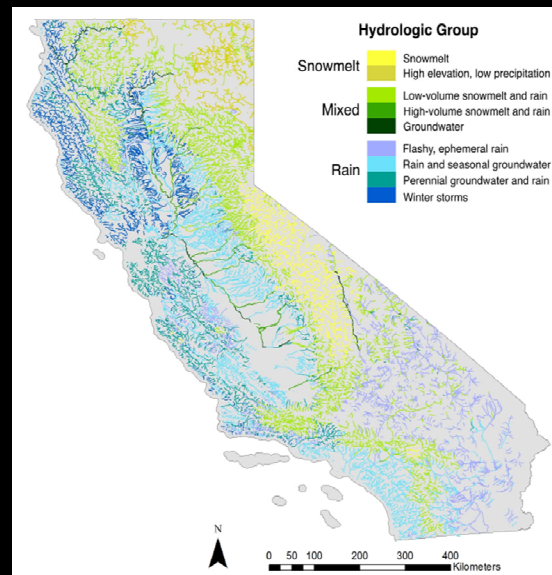 Hydrologic Group
Snowmelt
Snowmelt
High elevation, low precipitation
Mixed
Low-volume snowmelt and rain
High-volume snowmelt and rain
Groundwater
Rain
Flashy, ephemeral rain
Rain and seasonal groundwater
Perennial groundwater and rain
Winter storms
N
0 50 100 200 300 400
Kilometers